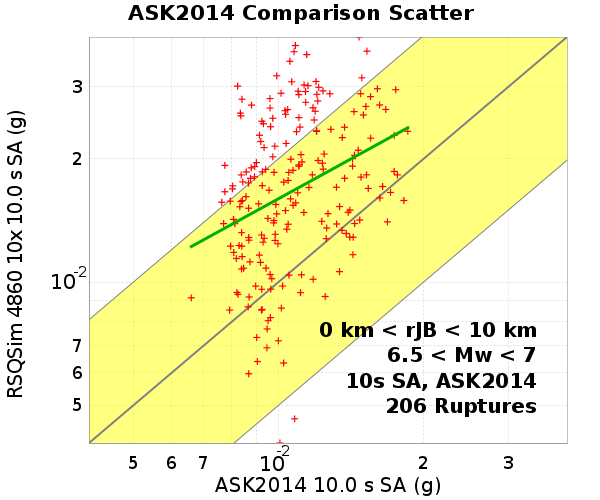 ASK2014 Comparison Scatter
RSQSim 4860 10x 10.0 s SA (g)
3
2
10-2
7
6
5
0 km < rJB < 10 km
6.5 < Mw < 7
10s SA, ASK2014
206 Ruptures
5 6 7 10-2 2 3
ASK2014 10.0 s SA (g)